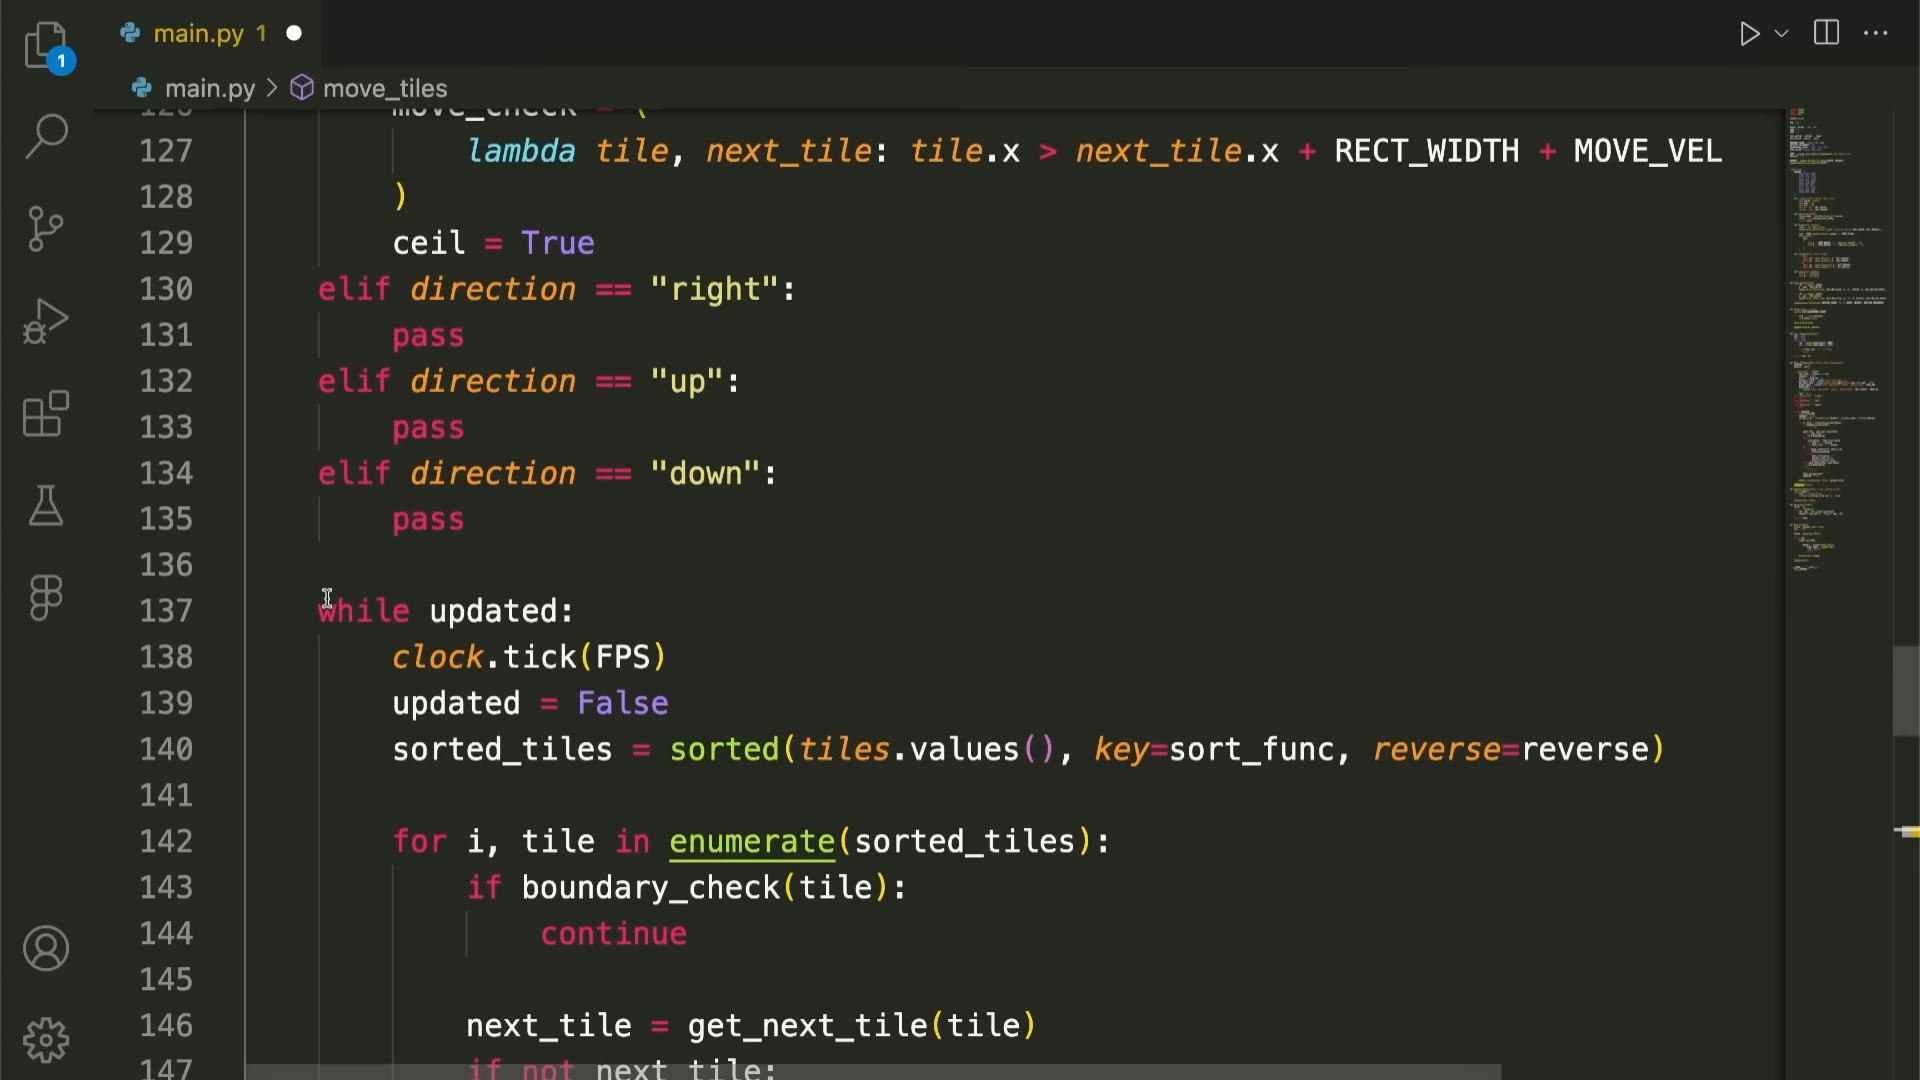 main.py 1
1
main.py > move_tiles
126 move_check = (
127 lambda tile, next_tile: tile.x > next_tile.x + RECT_WIDTH + MOVE_VEL
128 )
129 ceil = True
130 elif direction == "right":
131 pass
132 elif direction == "up":
133 pass
134 elif direction == "down":
135 pass
136
137 while updated:
138 clock.tick(FPS)
139 updated = False
140 sorted_tiles = sorted(tiles.values(), key=sort_func, reverse=reverse)
141
142 for i, tile in enumerate(sorted_tiles):
143 if boundary_check(tile):
144 continue
145
146 next_tile = get_next_tile(tile)
147 if not next_tile: